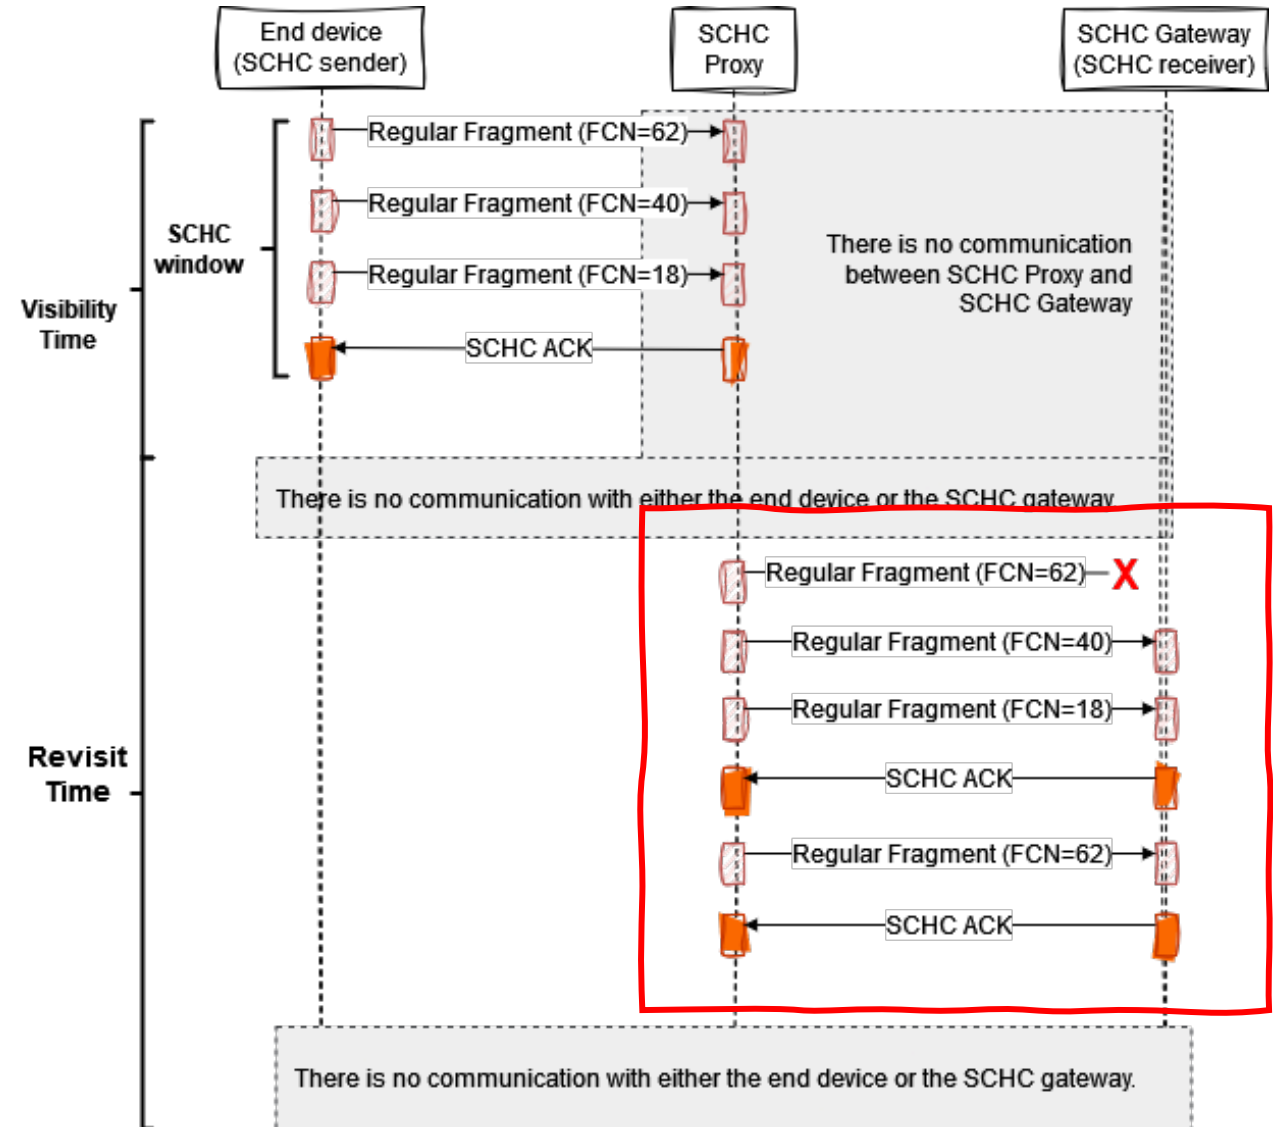 End device
(SCHC sender)
SCHC
Proxy
SCHC Gateway
(SCHC receiver)
Regular Fragment (FCN=62)
Regular Fragment (FCN=40)
SCHC
window
There is no communication
between SCHC Proxy and
SCHC Gateway
Regular Fragment (FCN=18)
Visibility
Time
SCHC ACK
There is no communication with either the end device or the SCHC gateway.
Regular Fragment (FCN=62)
X
Regular Fragment (FCN=40)
Regular Fragment (FCN=18)
Revisit
Time
SCHC ACK
Regular Fragment (FCN=62)
SCHC ACK
There is no communication with either the end device or the SCHC gateway.